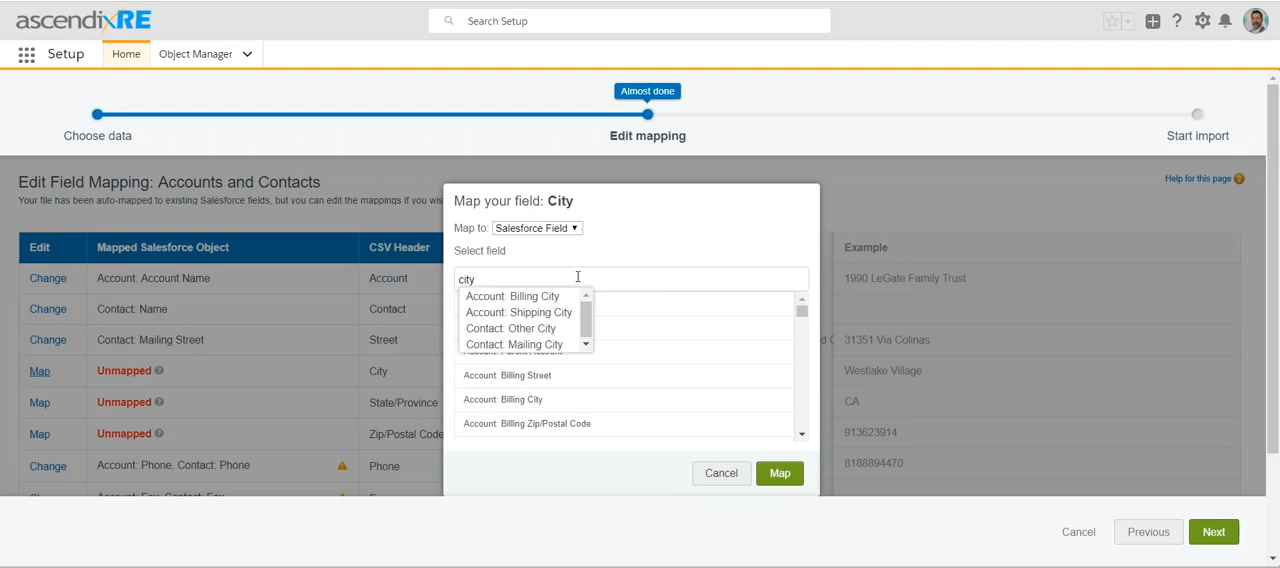 ascendixRE
Search Setup
Setup
Home
Object Manager
Almost done
Choose data
Edit mapping
Start import
Edit Field Mapping: Accounts and Contacts
Help for this page
Your file has been auto-mapped to existing Salesforce fields, but you can edit the mappings if you wis
Edit Mapped Salesforce Object CSV Header Example
Change Account: Account Name Account 1990 LeGate Family Trust
Change Contact: Name Contact
Change Contact: Mailing Street Street 31351 Via Colinas
Map Unmapped City Westlake Village
Map Unmapped State/Province CA
Map Unmapped Zip/Postal Code 913623914
Change Account: Phone, Contact: Phone Phone 8188894470
Map your field: City
Map to: Salesforce Field
Select field
city
Account: Billing City
Account: Shipping City
Contact: Other City
Contact: Mailing City
Account: Billing Street
Account: Billing City
Account: Billing Zip/Postal Code
Cancel Map
Cancel Previous Next